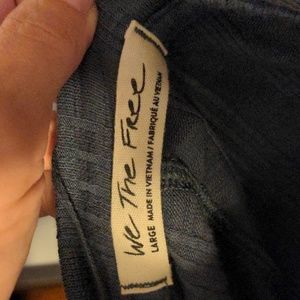 We The Free
LARGE MADE IN VIETNAM / FABRIQUÉ AU VIETNAM